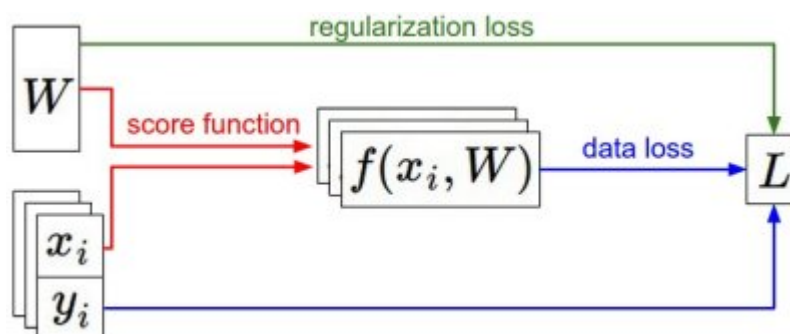 regularization loss
W
score function
f(x_i, W)
data loss
L
x_i
y_i